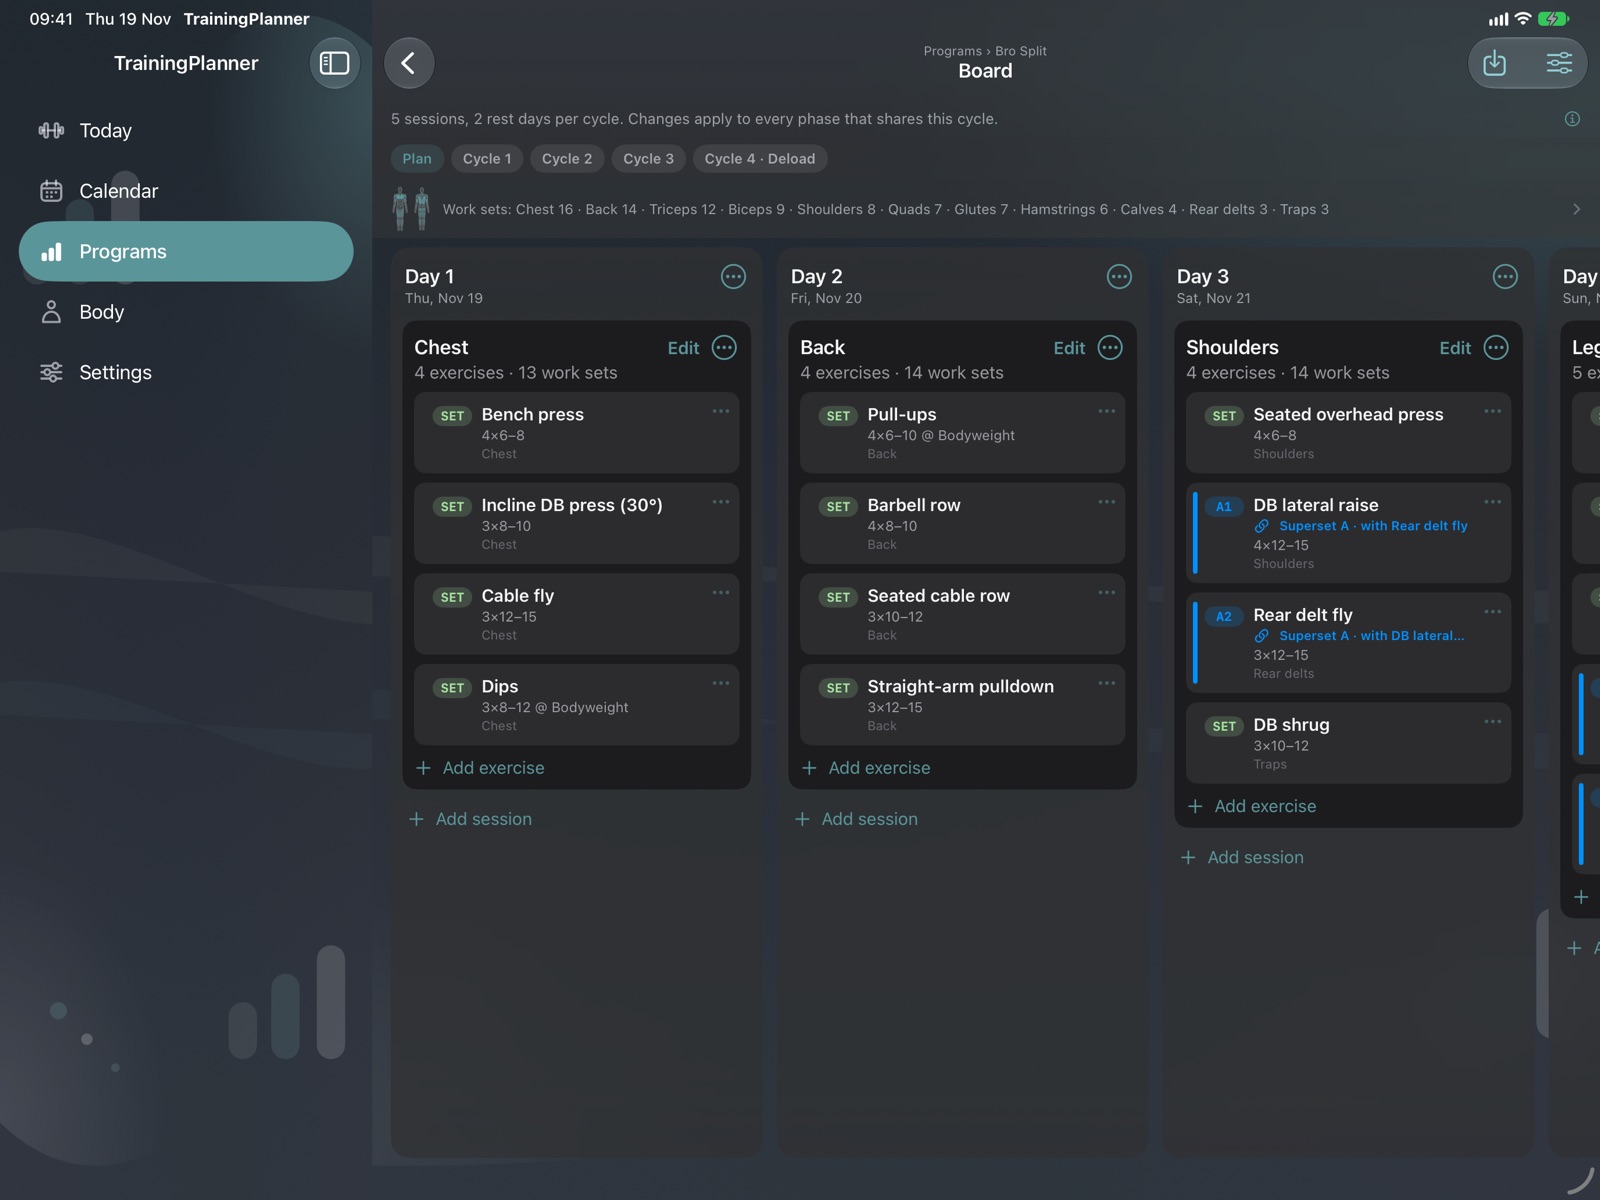 09:41 Thu 19 Nov TrainingPlanner
TrainingPlanner
Today
Calendar
Programs
Body
Settings
Programs › Bro Split
Board
5 sessions, 2 rest days per cycle. Changes apply to every phase that shares this cycle.
Plan
Cycle 1
Cycle 2
Cycle 3
Cycle 4 · Deload
Work sets: Chest 16 · Back 14 · Triceps 12 · Biceps 9 · Shoulders 8 · Quads 7 · Glutes 7 · Hamstrings 6 · Calves 4 · Rear delts 3 · Traps 3
Day 1
Thu, Nov 19
Chest
Edit
4 exercises · 13 work sets
SET Bench press
4×6–8
Chest
SET Incline DB press (30°)
3×8–10
Chest
SET Cable fly
3×12–15
Chest
SET Dips
3×8–12 @ Bodyweight
Chest
+ Add exercise
+ Add session
Day 2
Fri, Nov 20
Back
Edit
4 exercises · 14 work sets
SET Pull-ups
4×6–10 @ Bodyweight
Back
SET Barbell row
4×8–10
Back
SET Seated cable row
3×10–12
Back
SET Straight-arm pulldown
3×12–15
Back
+ Add exercise
+ Add session
Day 3
Sat, Nov 21
Shoulders
Edit
4 exercises · 14 work sets
SET Seated overhead press
4×6–8
Shoulders
A1 DB lateral raise
Superset A · with Rear delt fly
4×12–15
Shoulders
A2 Rear delt fly
Superset A · with DB lateral...
3×12–15
Rear delts
SET DB shrug
3×10–12
Traps
+ Add exercise
+ Add session
Day
Sun,
Leg
5 ex
+
+